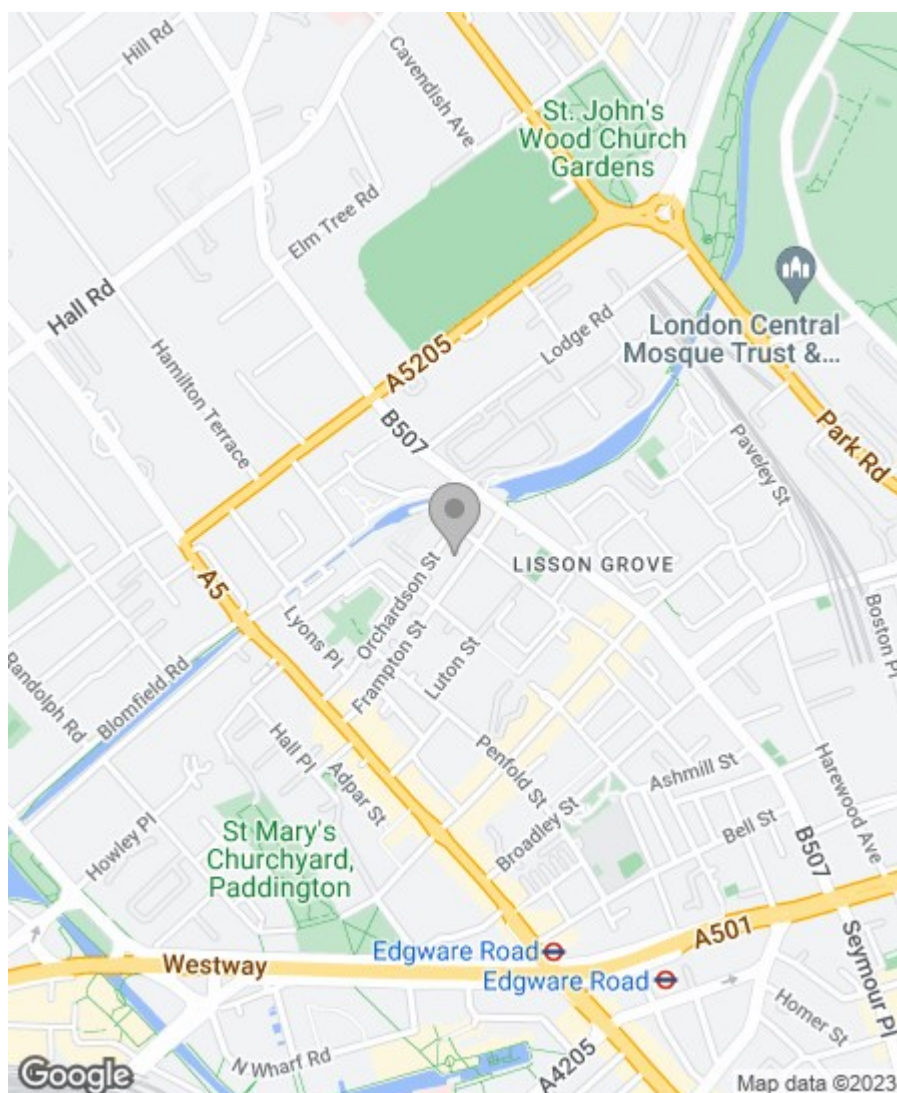 Hill Rd
Cavendish Ave
St. John's
Wood Church
Gardens
Elm Tree Rd
Hall Rd
London Central
Mosque Trust &...
Lodge Rd
A5205
Hamilton Terrace
B507
Park Rd
Paveley St
LISSON GROVE
A5
Orchardson St
Lyons Pl
Frampton St
Luton St
Boston Pl
Randolph Rd
Blomfield Rd
Hall Pl
Adpar St
Penfold St
Ashmill St
Harewood Ave
Broadley St
Bell St
B507
Howley Pl
St Mary's
Churchyard,
Paddington
A501
Edgware Road
Westway
Edgware Road
Seymour Pl
Homer St
N Wharf Rd
A4205
Google
Map data ©2023